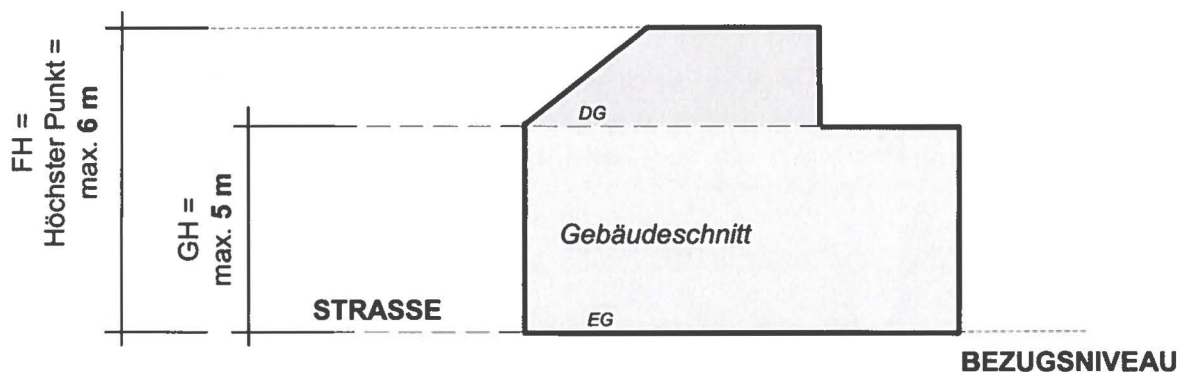 FH =
Höchster Punkt =
max. 6 m
GH =
max. 5 m
DG
Gebäudeschnitt
STRASSE
EG
BEZUGSNIVEAU